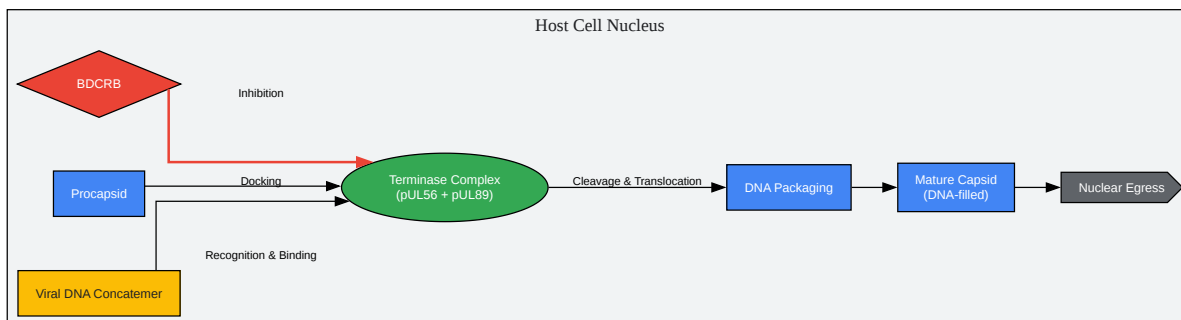 Host Cell Nucleus
BDCRB
Inhibition
Procapsid
Docking
Terminase Complex
(pUL56 + pUL89)
Cleavage & Translocation
DNA Packaging
Mature Capsid
(DNA-filled)
Nuclear Egress
Recognition & Binding
Viral DNA Concatemer